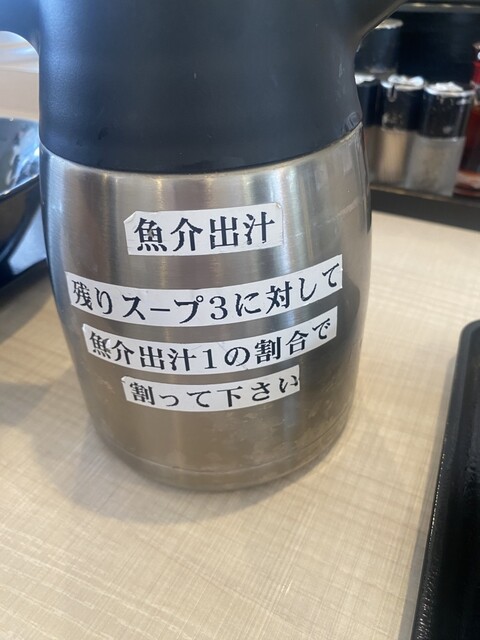 魚介出汁
残りスープ3に対して
魚介出汁1の割合で
割って下さい